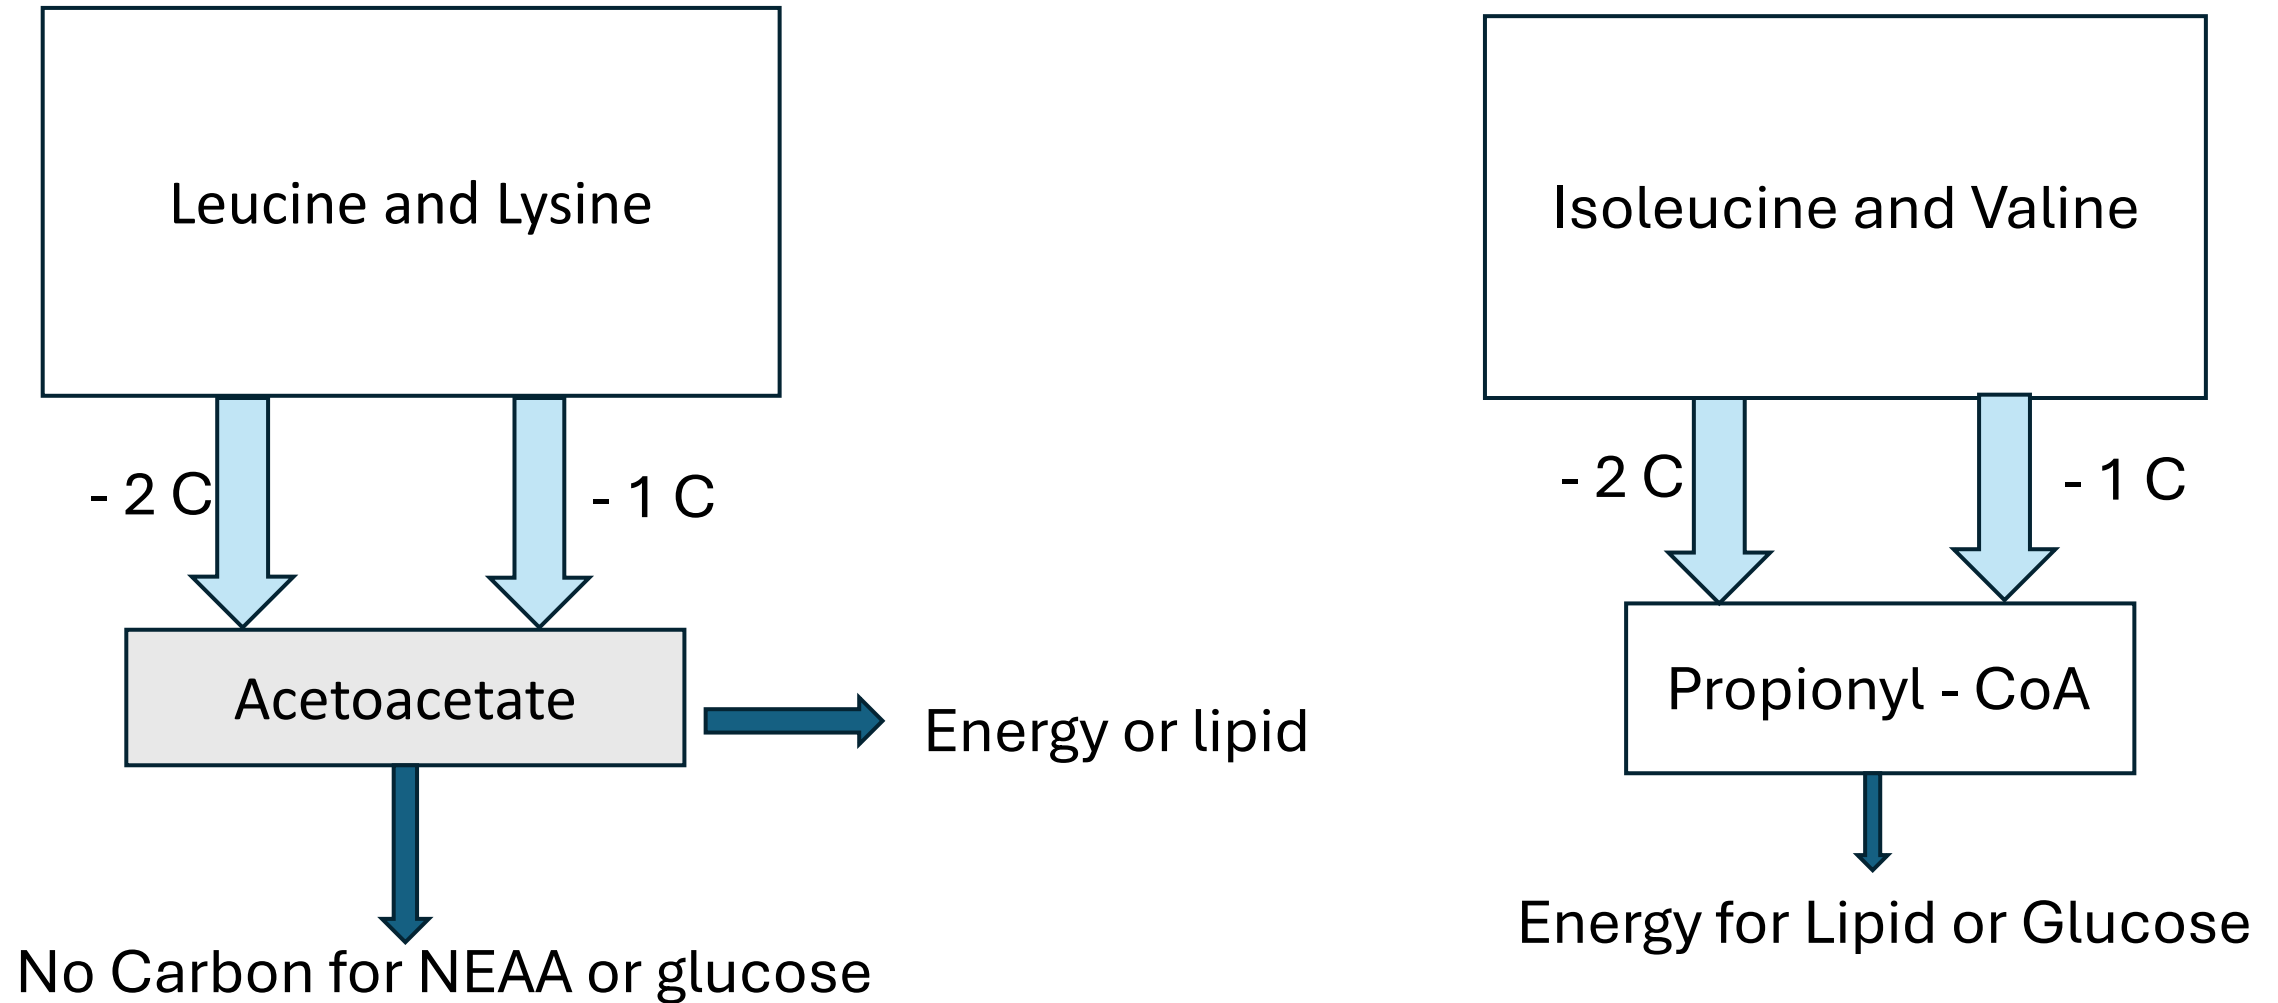 Leucine and Lysine
Isoleucine and Valine
- 2 C
- 1 C
- 2 C
- 1 C
Acetoacetate
Energy or lipid
Propionyl - CoA
Energy for Lipid or Glucose
No Carbon for NEAA or glucose